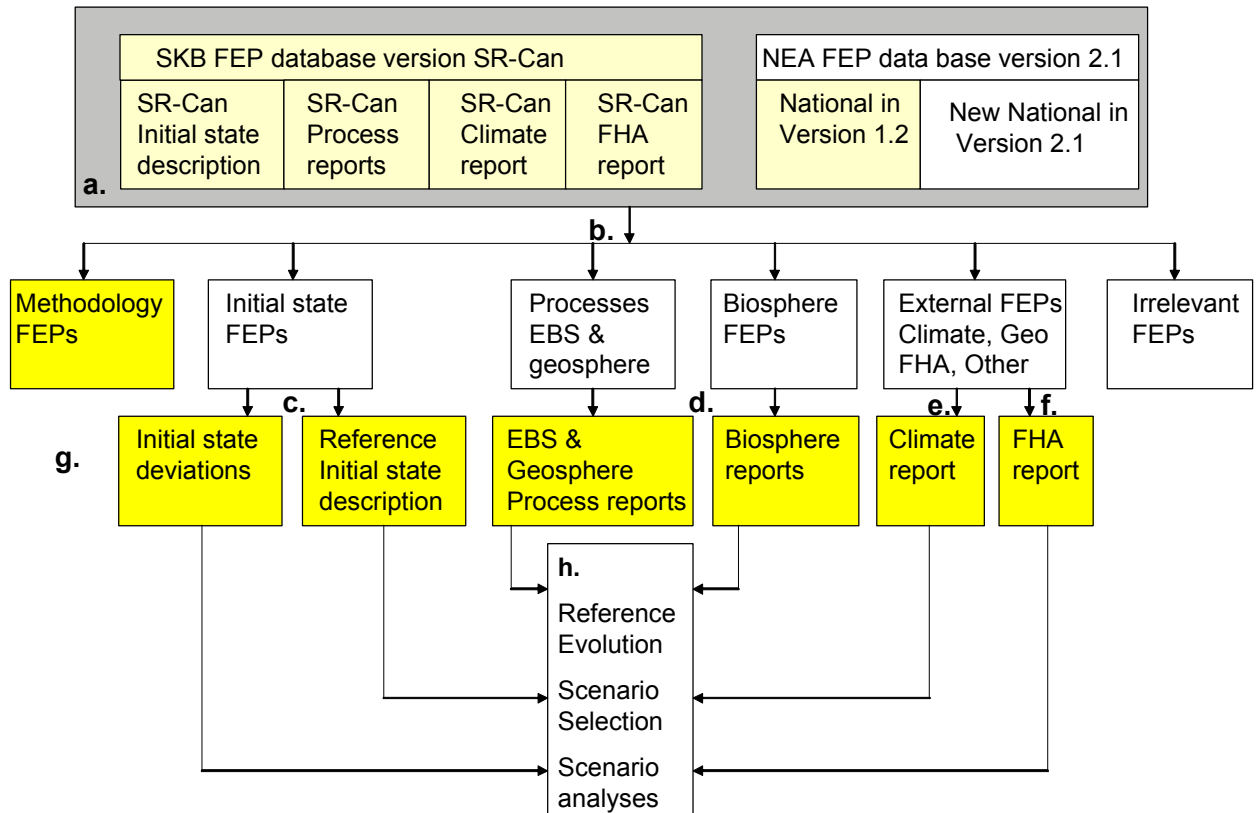 SKB FEP database version SR-Can
NEA FEP data base version 2.1
SR-Can
Initial state
description
SR-Can
Process
reports
SR-Can
Climate
report
SR-Can
FHA
report
National in
Version 1.2
New National in
Version 2.1
a.
b.
Methodology
FEPs
Initial state
FEPs
Processes
EBS &
geosphere
Biosphere
FEPs
External FEPs
Climate, Geo
FHA, Other
Irrelevant
FEPs
c.
d.
e.
f.
g.
Initial state
deviations
Reference
Initial state
description
EBS &
Geosphere
Process reports
Biosphere
reports
Climate
report
FHA
report
h.
Reference
Evolution
Scenario
Selection
Scenario
analyses